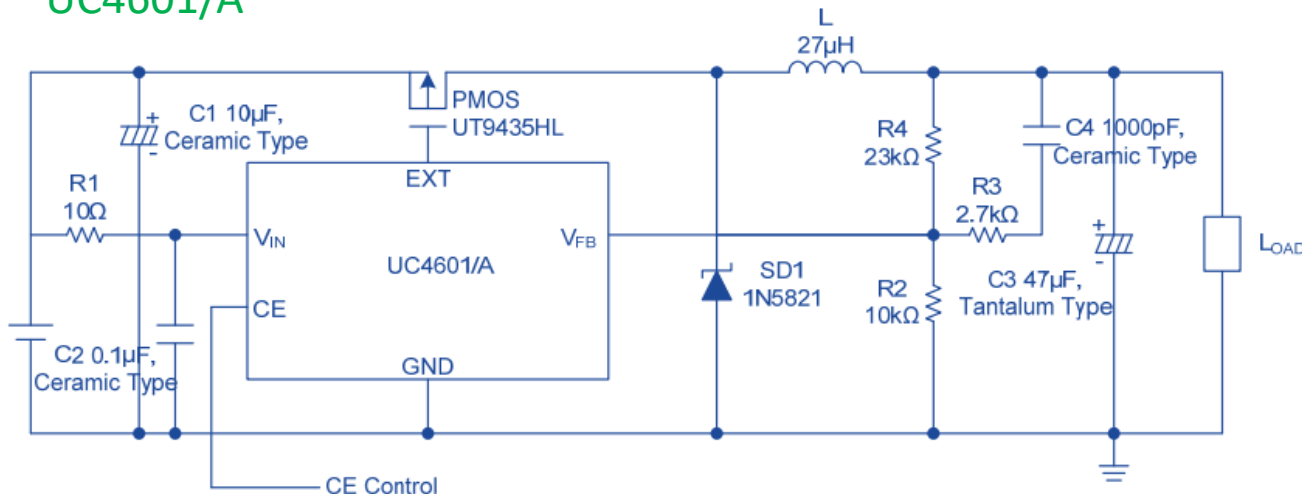 UC4601/A
L
27µH
C1 10µF,
Ceramic Type
PMOS
UT9435HL
R4
23kΩ
C4 1000pF,
Ceramic Type
R1
10Ω
EXT
R3
2.7kΩ
VIN
VFB
UC4601/A
LOAD
SD1
1N5821
CE
R2
10kΩ
C3 47µF,
Tantalum Type
C2 0.1µF,
Ceramic Type
GND
CE Control
+
-
+
-